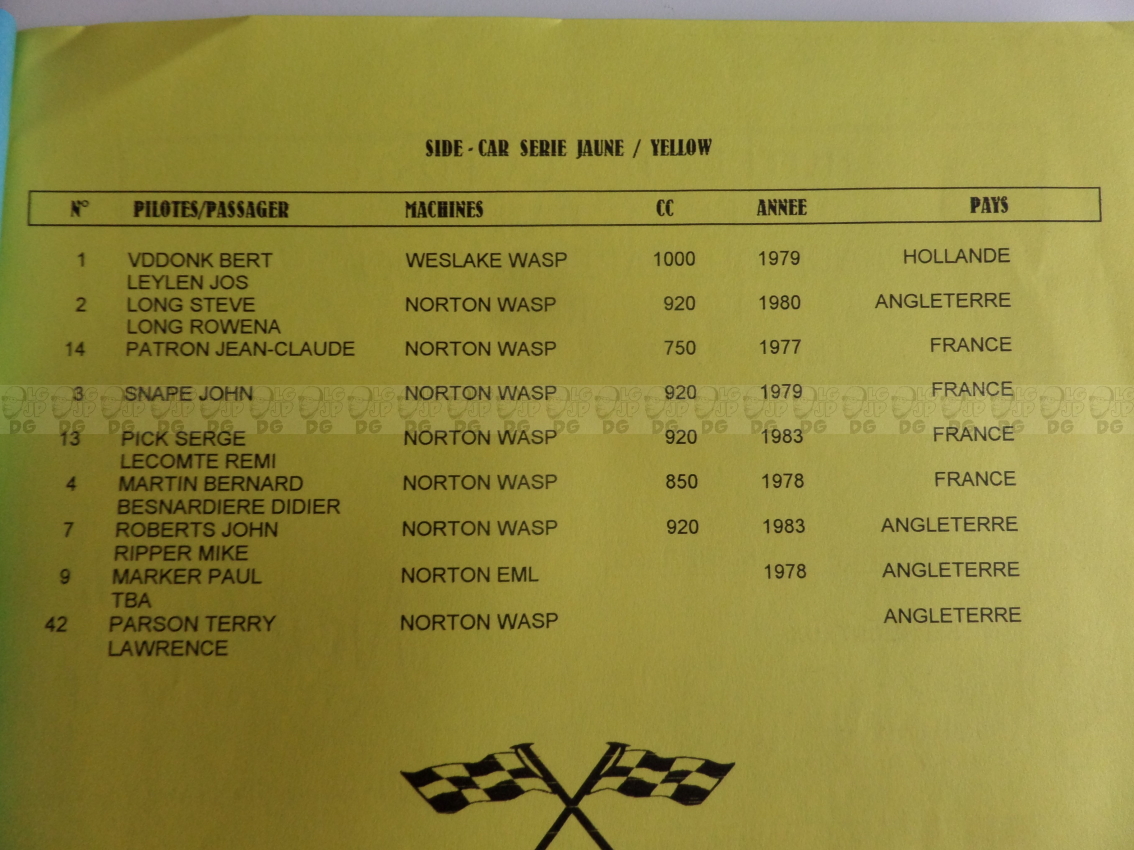 SIDE - CAR SERIE JAUNE / YELLOW
N° PILOTES/PASSAGER MACHINES CC ANNEE PAYS
1 VDDONK BERT WESLAKE WASP 1000 1979 HOLLANDE
LEYLEN JOS
2 LONG STEVE NORTON WASP 920 1980 ANGLETERRE
LONG ROWENA
14 PATRON JEAN-CLAUDE NORTON WASP 750 1977 FRANCE
3 SNAPE JOHN NORTON WASP 920 1979 FRANCE
13 PICK SERGE NORTON WASP 920 1983 FRANCE
LECOMTE REMI
4 MARTIN BERNARD NORTON WASP 850 1978 FRANCE
BESNARDIERE DIDIER
7 ROBERTS JOHN NORTON WASP 920 1983 ANGLETERRE
RIPPER MIKE
9 MARKER PAUL NORTON EML 1978 ANGLETERRE
TBA
42 PARSON TERRY NORTON WASP ANGLETERRE
LAWRENCE